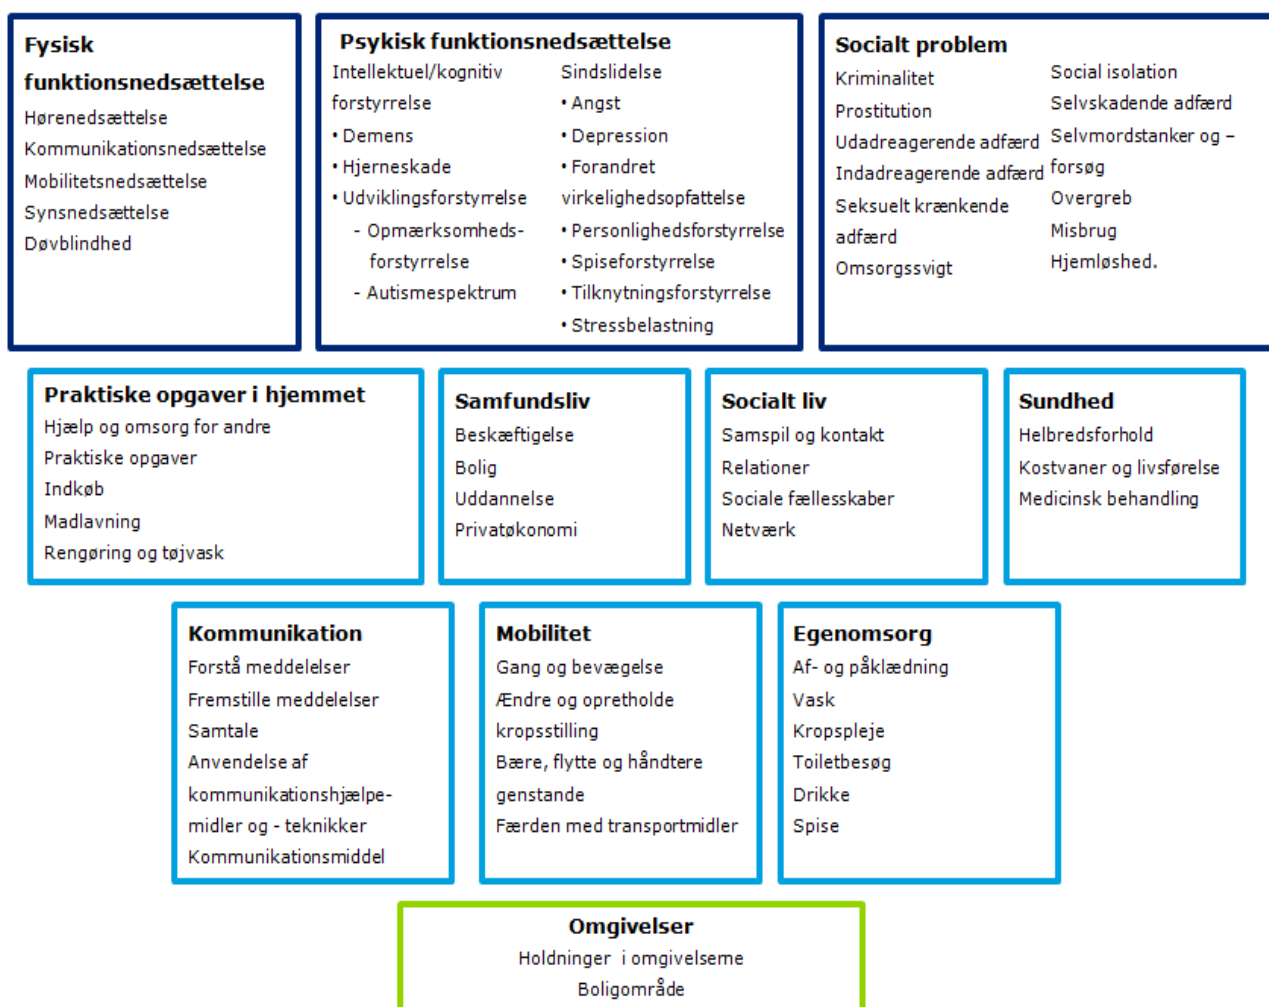 Fysisk
funktionsnedsættelse
Hørenedsættelse
Kommunikationsnedsættelse
Mobilitetsnedsættelse
Synsnedsættelse
Døvblindhed
Psykisk funktionsnedsættelse
Intellektuel/kognitiv
forstyrrelse
• Demens
• Hjerneskade
• Udviklingsforstyrrelse
- Opmærksomheds-
forstyrrelse
- Autismespektrum
Sindslidelse
• Angst
• Depression
• Forandret
virkelighedsopfattelse
• Personlighedsforstyrrelse
• Spiseforstyrrelse
• Tilknytningsforstyrrelse
• Stressbelastning
Socialt problem
Kriminalitet
Prostitution
Udadreagerende adfærd
Indadreagerende adfærd
Seksuelt krænkende
adfærd
Omsorgssvigt
Social isolation
Selvskadende adfærd
Selvmordstanker og –
forsøg
Overgreb
Misbrug
Hjemløshed.
Praktiske opgaver i hjemmet
Hjælp og omsorg for andre
Praktiske opgaver
Indkøb
Madlavning
Rengøring og tøjvask
Samfundsliv
Beskæftigelse
Bolig
Uddannelse
Privatøkonomi
Socialt liv
Samspil og kontakt
Relationer
Sociale fællesskaber
Netværk
Sundhed
Helbredsforhold
Kostvaner og livsførelse
Medicinsk behandling
Kommunikation
Forstå meddelelser
Fremstille meddelelser
Samtale
Anvendelse af
kommunikationshjælpe-
midler og - teknikker
Kommunikationsmiddel
Mobilitet
Gang og bevægelse
Ændre og opretholde
kropsstilling
Bære, flytte og håndtere
genstande
Færden med transportmidler
Egenomsorg
Af- og påklædning
Vask
Kropspleje
Toiletbesøg
Drikke
Spise
Omgivelser
Holdninger i omgivelserne
Boligområde